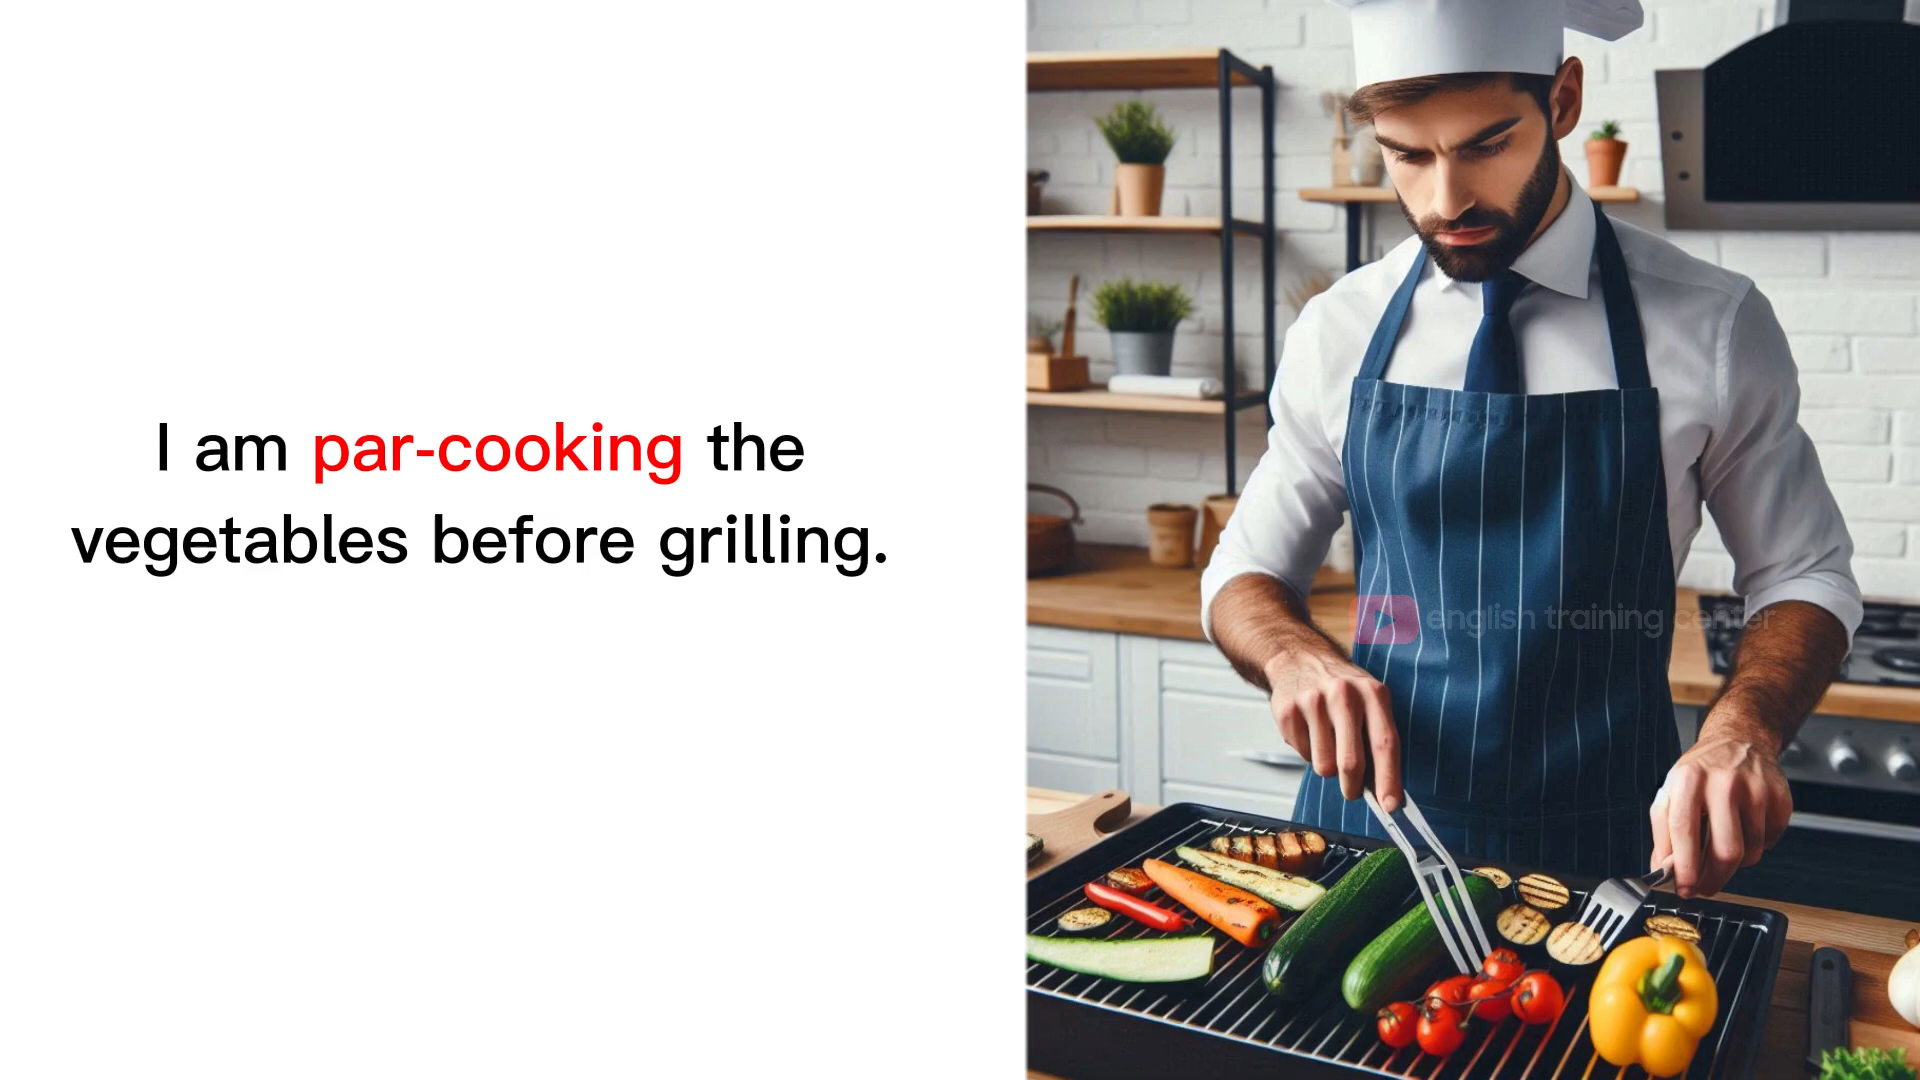 I am par-cooking the
vegetables before grilling.
english training center